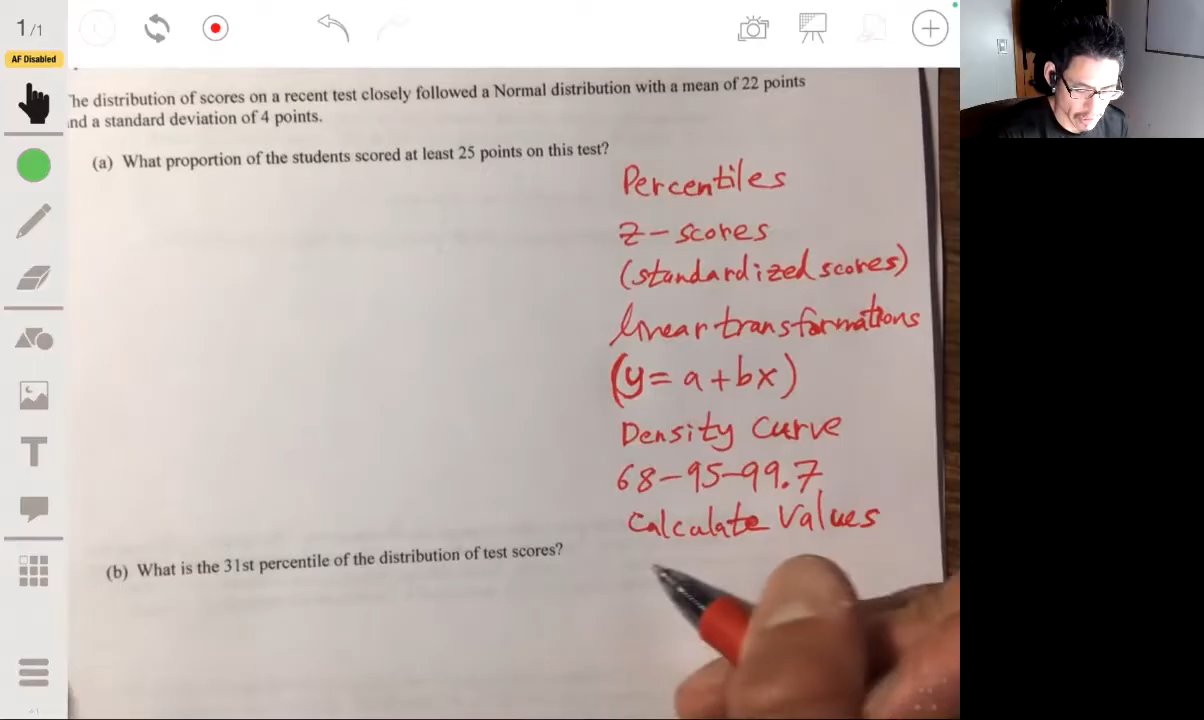 1/1
AF Disabled
he distribution of scores on a recent test closely followed a Normal distribution with a mean of 22 points
nd a standard deviation of 4 points.
(a) What proportion of the students scored at least 25 points on this test?
Percentiles
z-scores
(standardized scores)
linear transformations
(y = a + bx)
Density Curve
68-95-99.7
Calculate Values
(b) What is the 31st percentile of the distribution of test scores?
T